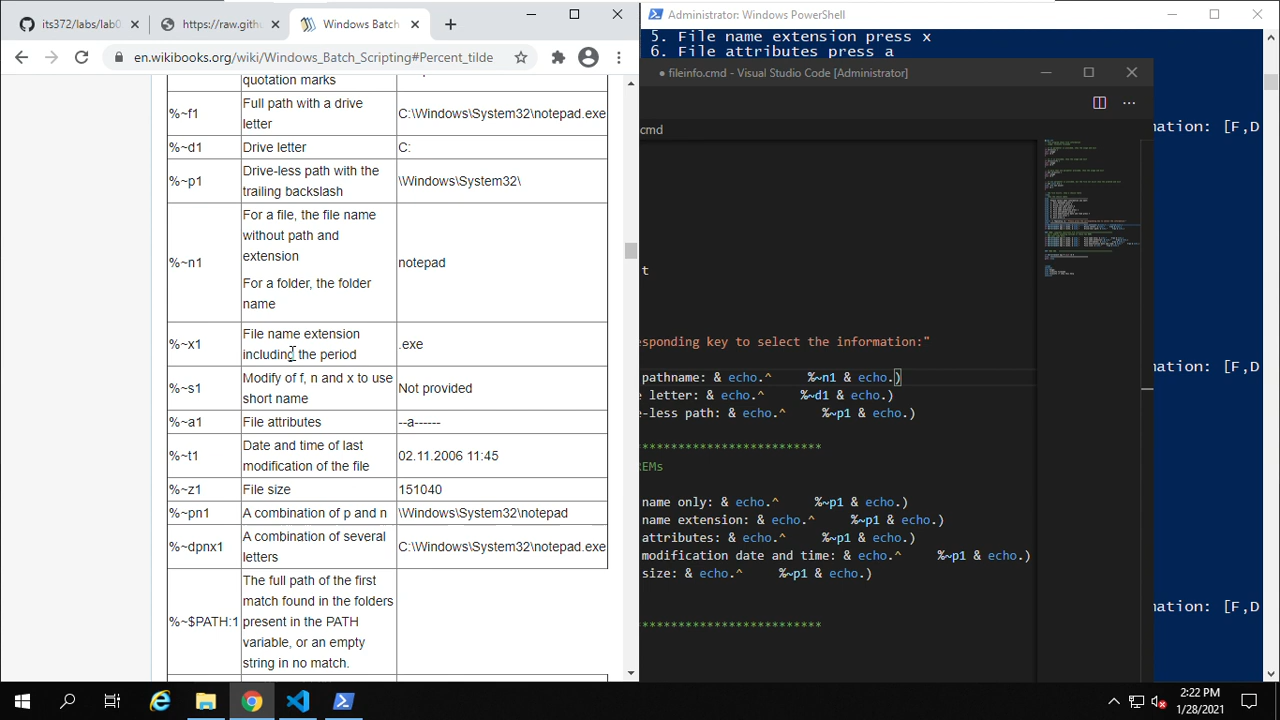 its372/labs/lab0
https://raw.gith
Windows Batch
en.wikibooks.org/wiki/Windows_Batch_Scripting#Percent_tilde
quotation marks
%~f1
Full path with a drive
letter
C:\Windows\System32\notepad.exe
%~d1
Drive letter
C:
%~p1
Drive-less path with the
trailing backslash
\Windows\System32\
%~n1
For a file, the file name
without path and
extension
For a folder, the folder
name
notepad
%~x1
File name extension
including the period
.exe
%~s1
Modify of f, n and x to use
short name
Not provided
%~a1
File attributes
--a------
%~t1
Date and time of last
modification of the file
02.11.2006 11:45
%~z1
File size
151040
%~pn1
A combination of p and n
\Windows\System32\notepad
%~dpnx1
A combination of several
letters
C:\Windows\System32\notepad.exe
%~$PATH:1
The full path of the first
match found in the folders
present in the PATH
variable, or an empty
string in no match.
Administrator: Windows PowerShell
5. File name extension press x
6. File attributes press a
● fileinfo.cmd - Visual Studio Code [Administrator]
cmd
t
esponding key to select the information:"
pathname: & echo.^     %~n1 & echo.)
e letter: & echo.^     %~d1 & echo.)
e-less path: & echo.^     %~p1 & echo.)
*************************
REMs
name only: & echo.^     %~p1 & echo.)
name extension: & echo.^     %~p1 & echo.)
attributes: & echo.^     %~p1 & echo.)
modification date and time: & echo.^     %~p1 & echo.)
size: & echo.^     %~p1 & echo.)
*************************
mation: [F,D
mation: [F,D
mation: [F,D
2:22 PM
1/28/2021